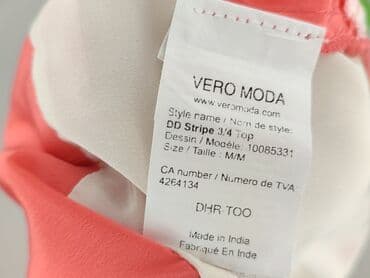 VERO MODA
www.veromoda.com
Style name / Nom de style:
DD Stripe 3/4 Top
Dessin / Modéle: 10085331
Size / Taille : M/M
CA number / Numero de TVA
4264134
DHR TOO
Made in India
Fabriqué En Inde